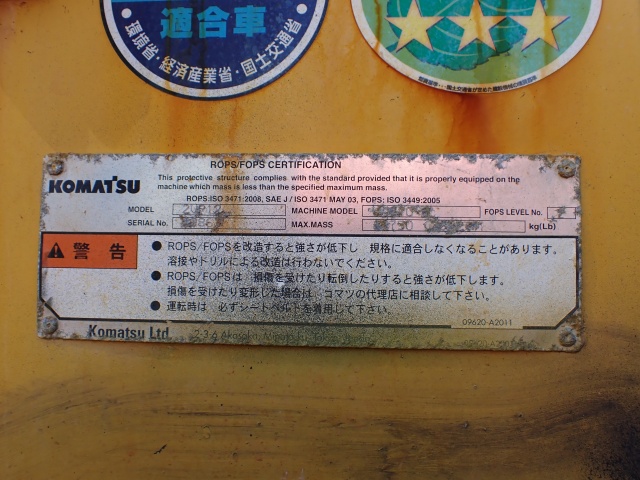 適合車
・環境省・経済産業省・国土交通省
ROPS/FOPS CERTIFICATION
KOMATSU
This protective structure complies with the standard provided that it is properly equipped on the
machine which mass is less than the specified maximum mass.
ROPS:ISO 3471:2008, SAE J / ISO 3471 MAY 03, FOPS: ISO 3449:2005
MODEL MACHINE MODEL FOPS LEVEL No.
SERIAL No. MAX.MASS kg(Lb)
警告
● ROPS/FOPSを改造すると強さが低下し 規格に適合しなくなることがあります。
溶接やドリルによる改造は行わないでください。
● ROPS/FOPSは 損傷を受けたり転倒したりすると強さが低下します。
損傷を受けたり変形した場合は コマツの代理店に相談して下さい。
● 運転時は 必ずシートベルトを着用して下さい。
09620-A2011
Komatsu Ltd. 2-3-6 Akasaka,